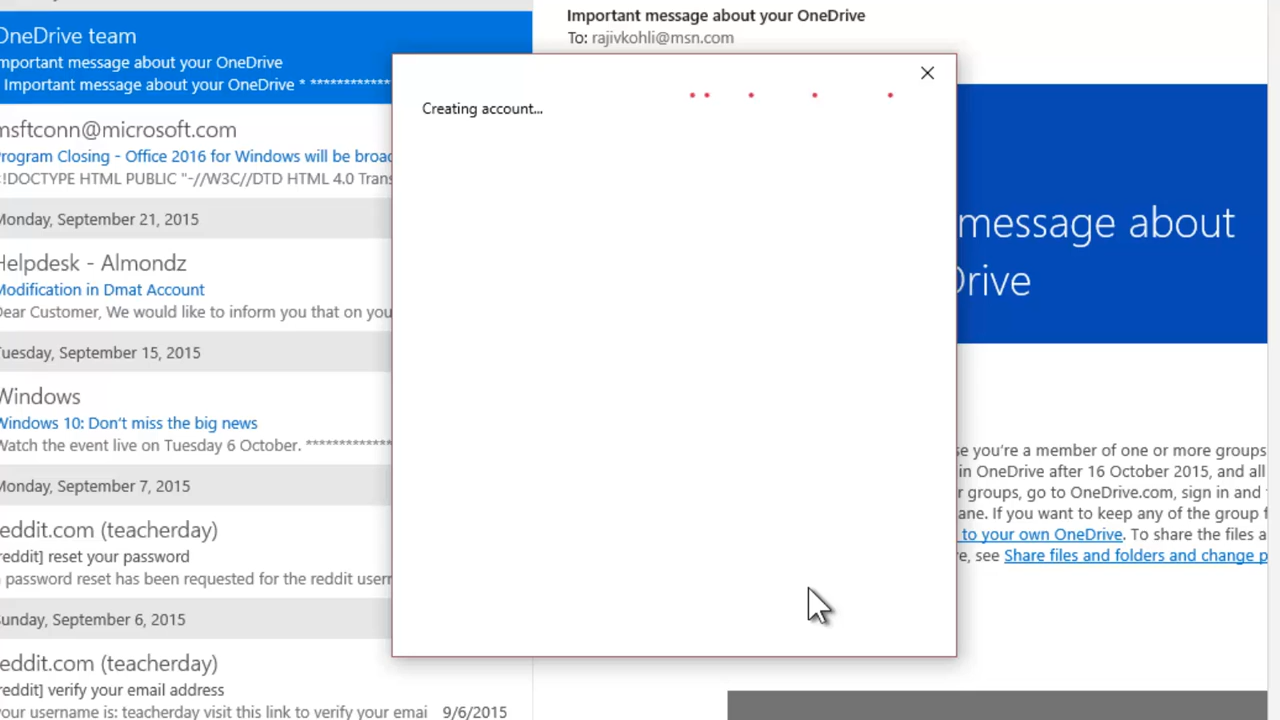 OneDrive team
mportant message about your OneDrive
Important message about your OneDrive * **********
msftconn@microsoft.com
rogram Closing - Office 2016 for Windows will be broad
!DOCTYPE HTML PUBLIC "-//W3C//DTD HTML 4.0 Trans
Monday, September 21, 2015
Helpdesk - Almondz
Modification in Dmat Account
Dear Customer, We would like to inform you that on you
Tuesday, September 15, 2015
Windows
Windows 10: Don't miss the big news
Watch the event live on Tuesday 6 October. **************
Monday, September 7, 2015
eddit.com (teacherday)
reddit] reset your password
password reset has been requested for the reddit usern
Sunday, September 6, 2015
eddit.com (teacherday)
reddit] verify your email address
your username is: teacherday visit this link to verify your emai 9/6/2015
Important message about your OneDrive
To: rajivkohli@msn.com
Creating account...
message about
Drive
se you're a member of one or more groups
in OneDrive after 16 October 2015, and all
r groups, go to OneDrive.com, sign in and
ane. If you want to keep any of the group f
to your own OneDrive. To share the files a
e, see Share files and folders and change p